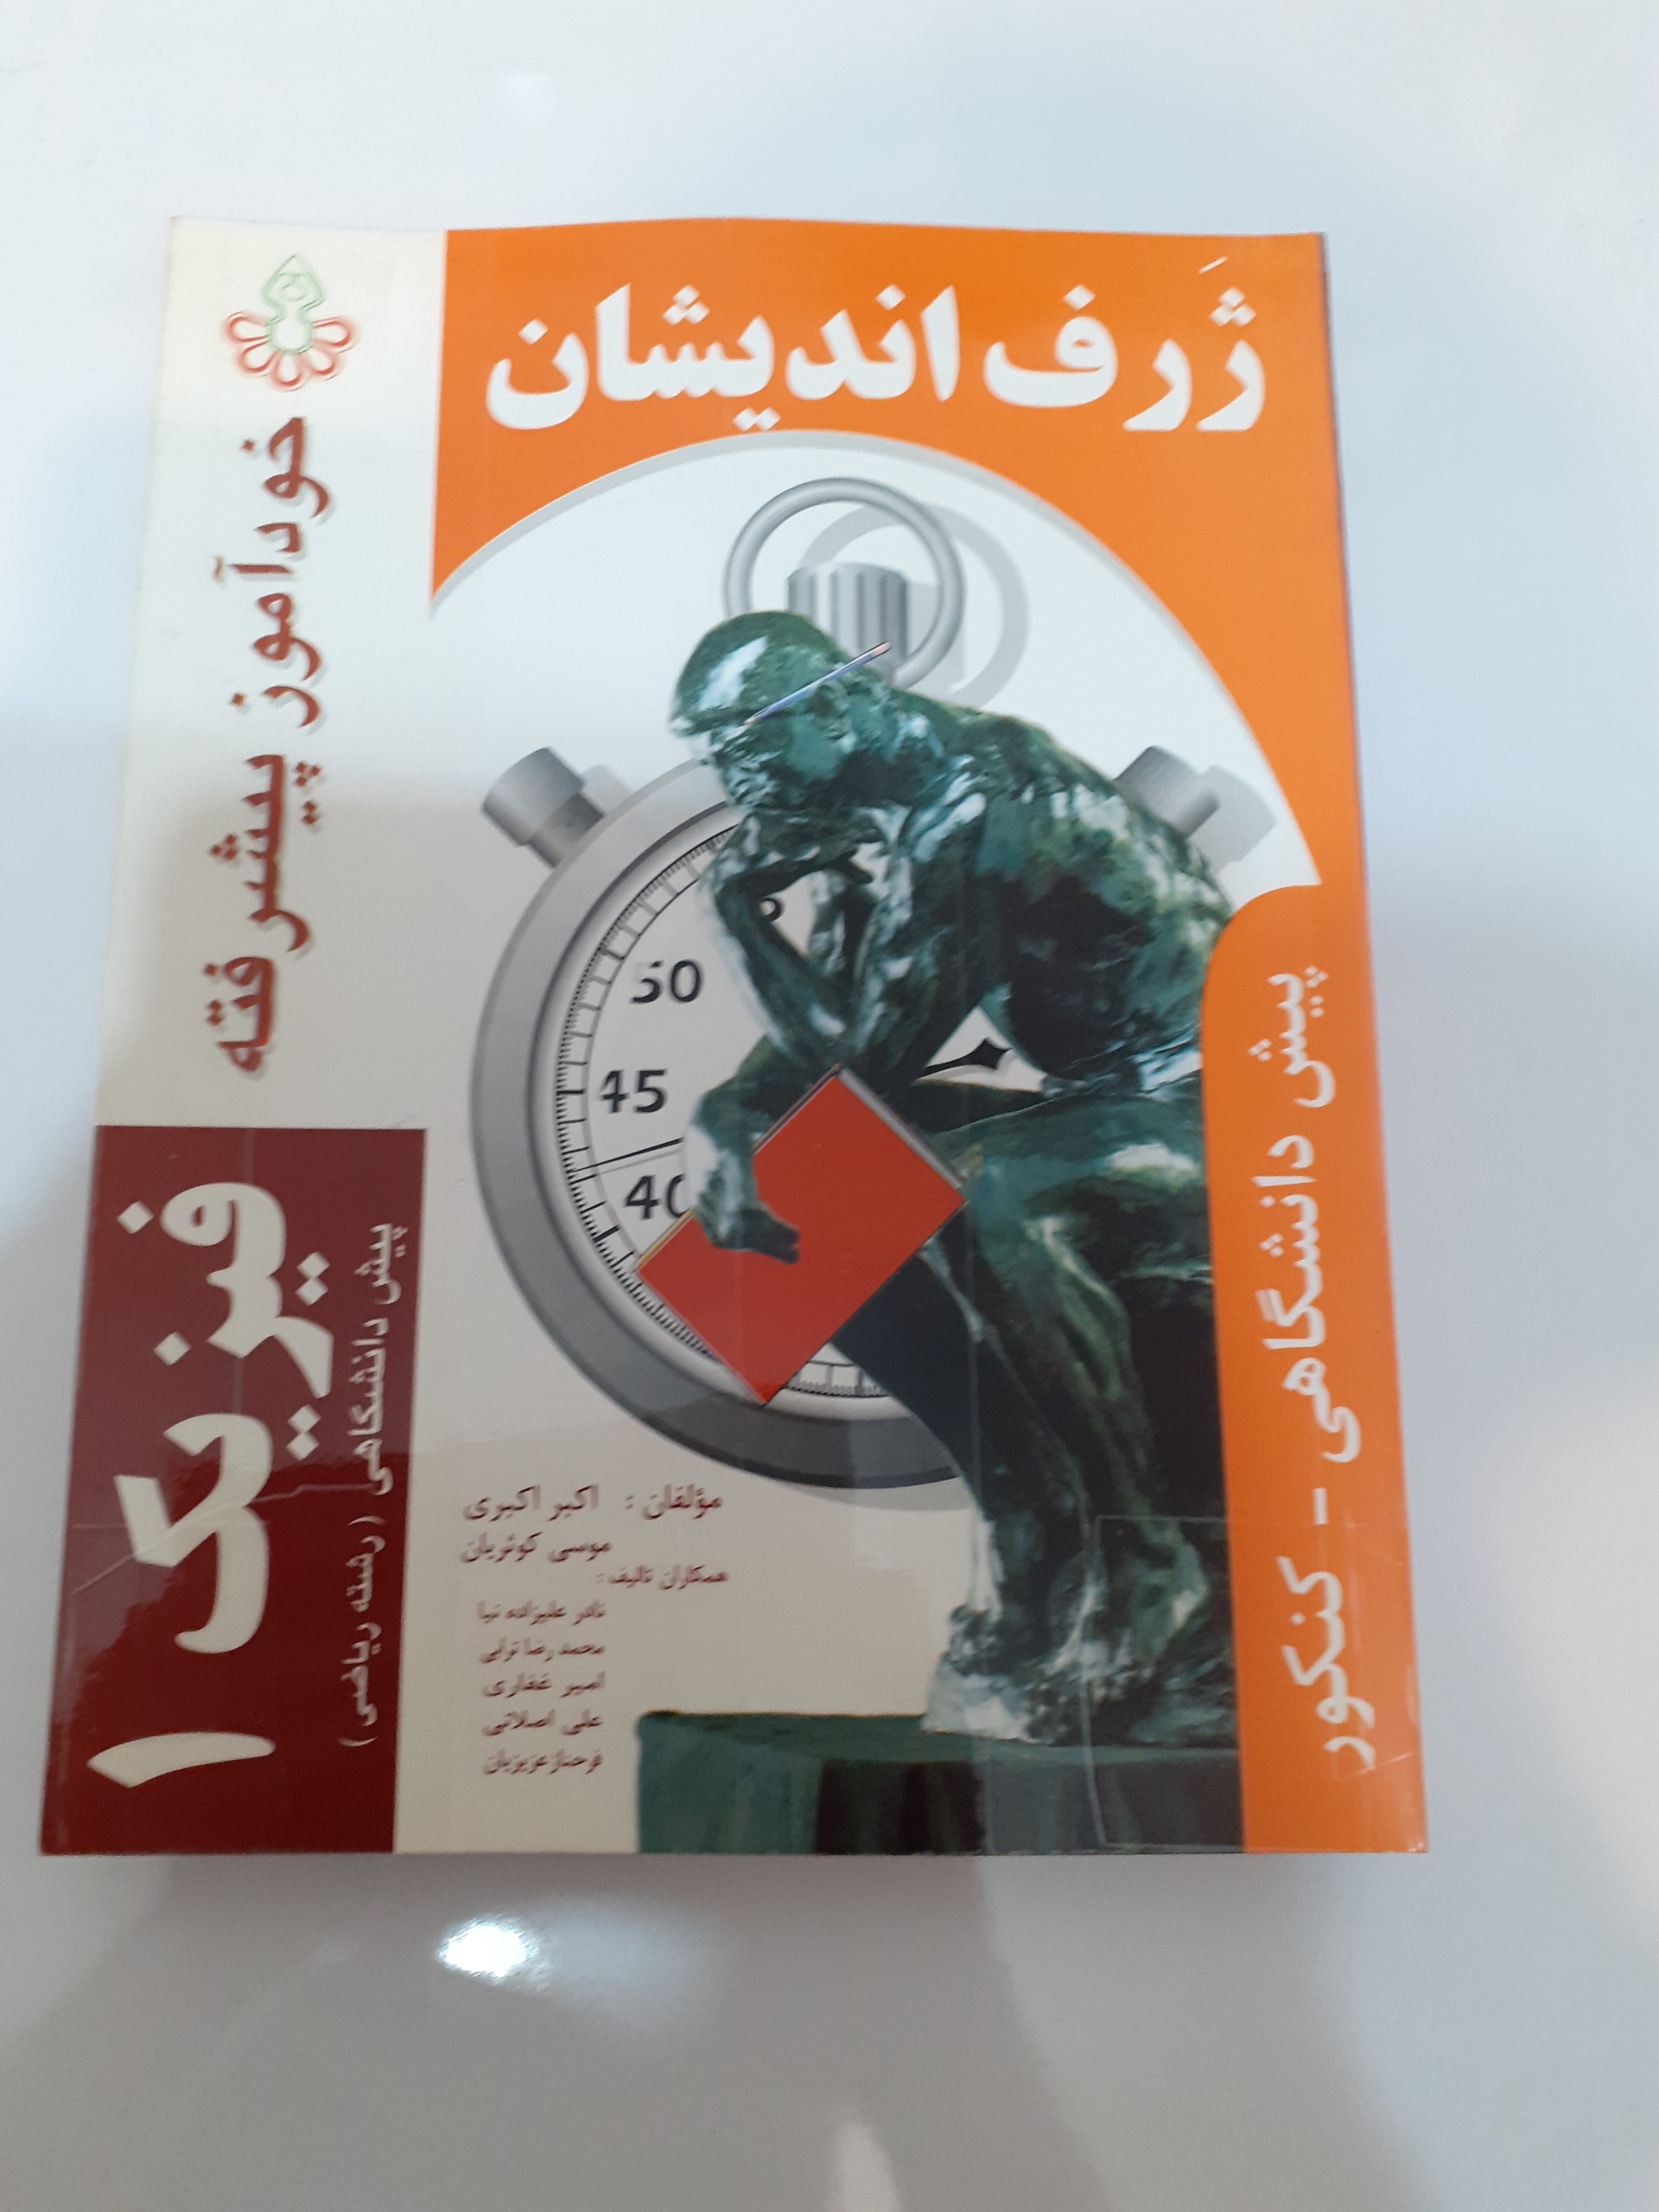 ژَرف اندیشان
خودآموز پیشرفته
50
45
40
پیش دانشگاهی - کنکور
فیزیک ۱
پیش دانشگاهی (رشته ریاضی)
مؤلفان : اکبر اکبری
موسی کوثریان
همکاران تالیف :
نادر علیزاده نیا
محمد رضا ترابی
امیر غفاری
علی اصلانی
فرحناز عزیزیان